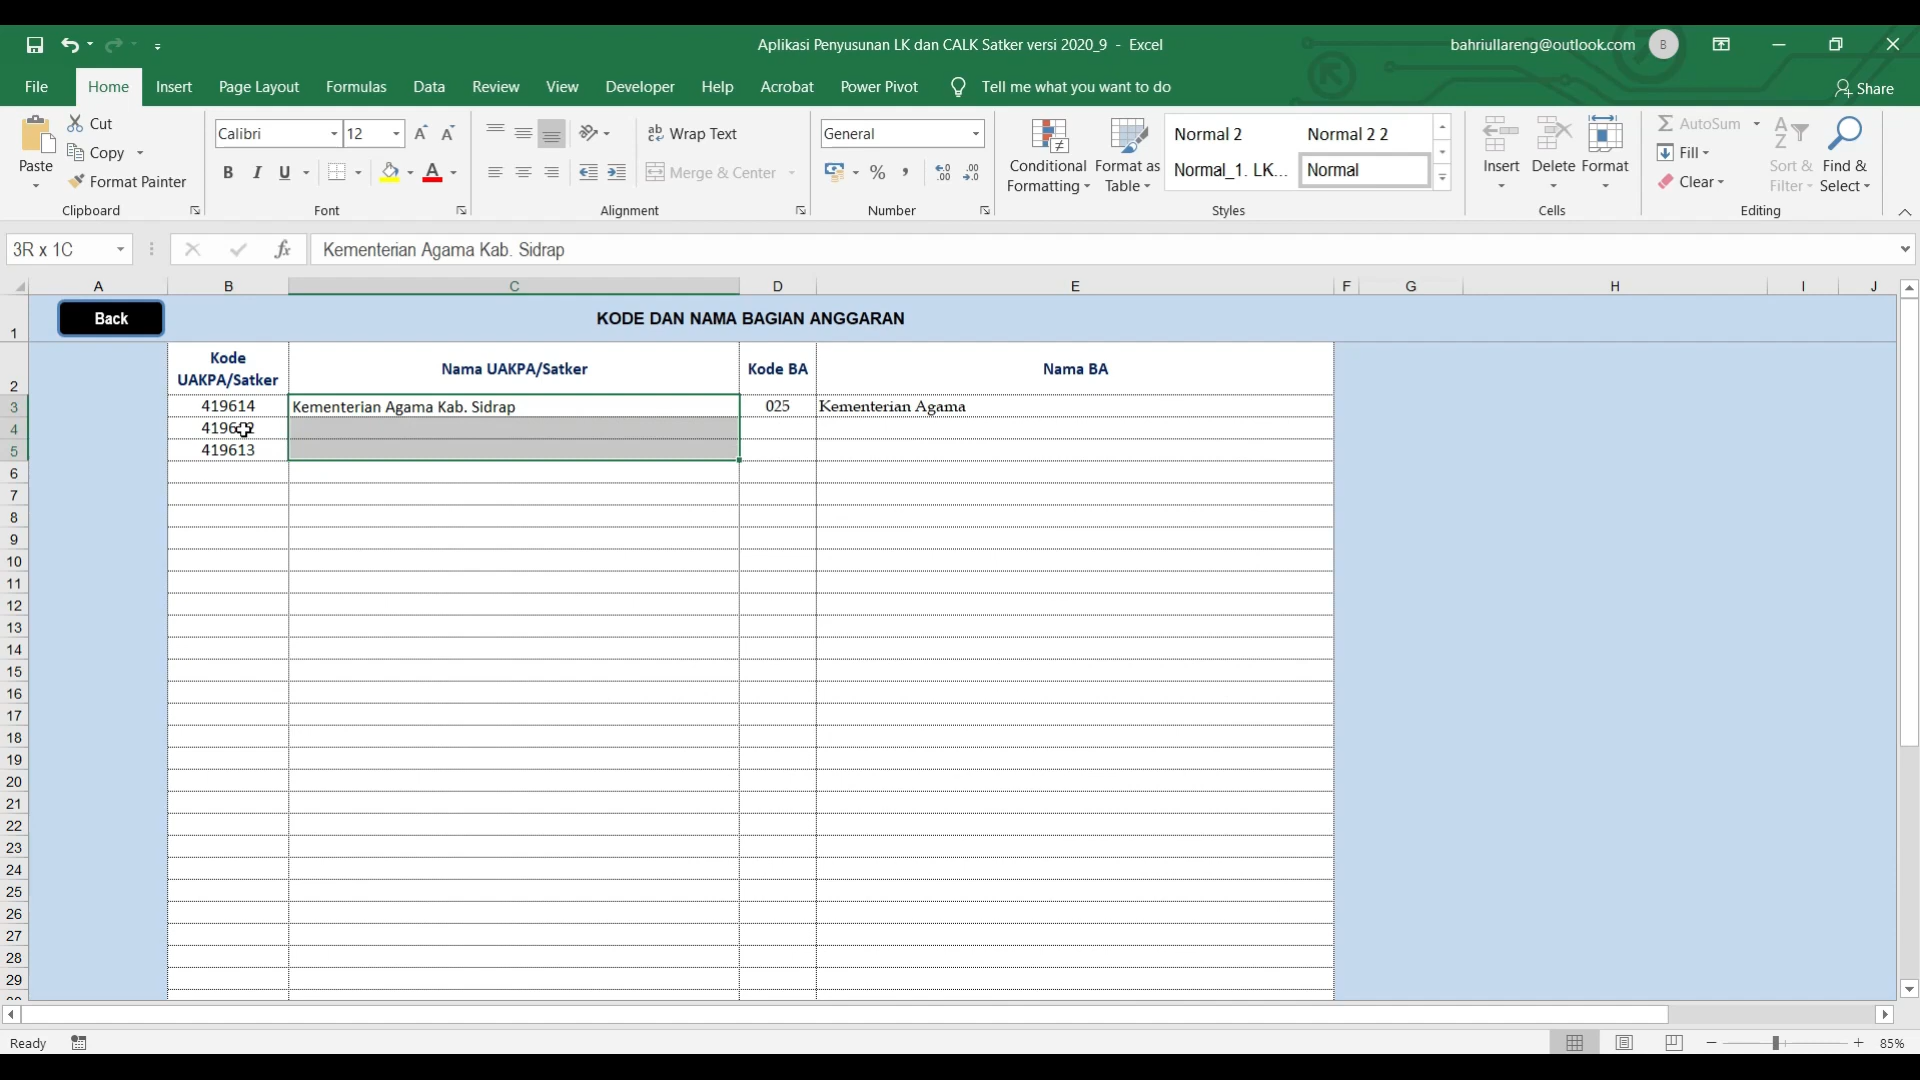 Aplikasi Penyusunan LK dan CALK Satker versi 2020_9 - Excel
bahriullareng@outlook.com
B
File Home Insert Page Layout Formulas Data Review View Developer Help Acrobat Power Pivot Tell me what you want to do
Share
Paste
Cut
Copy
Format Painter
Clipboard
Calibri 12
B I U
Font
Wrap Text
Merge & Center
Alignment
General
Number
Conditional Formatting
Format as Table
Normal 2 Normal 2 2
Normal_1. LK... Normal
Styles
Insert Delete Format
Cells
AutoSum
Fill
Clear
Sort & Filter
Find & Select
Editing
3R x 1C
fx
Kementerian Agama Kab. Sidrap
A B C D E F G H I J
Back
KODE DAN NAMA BAGIAN ANGGARAN
1
Kode UAKPA/Satker Nama UAKPA/Satker Kode BA Nama BA
2
3 419614 Kementerian Agama Kab. Sidrap 025 Kementerian Agama
4
5 419613
6
7
8
9
10
11
12
13
14
15
16
17
18
19
20
21
22
23
24
25
26
27
28
29
Ready
85%